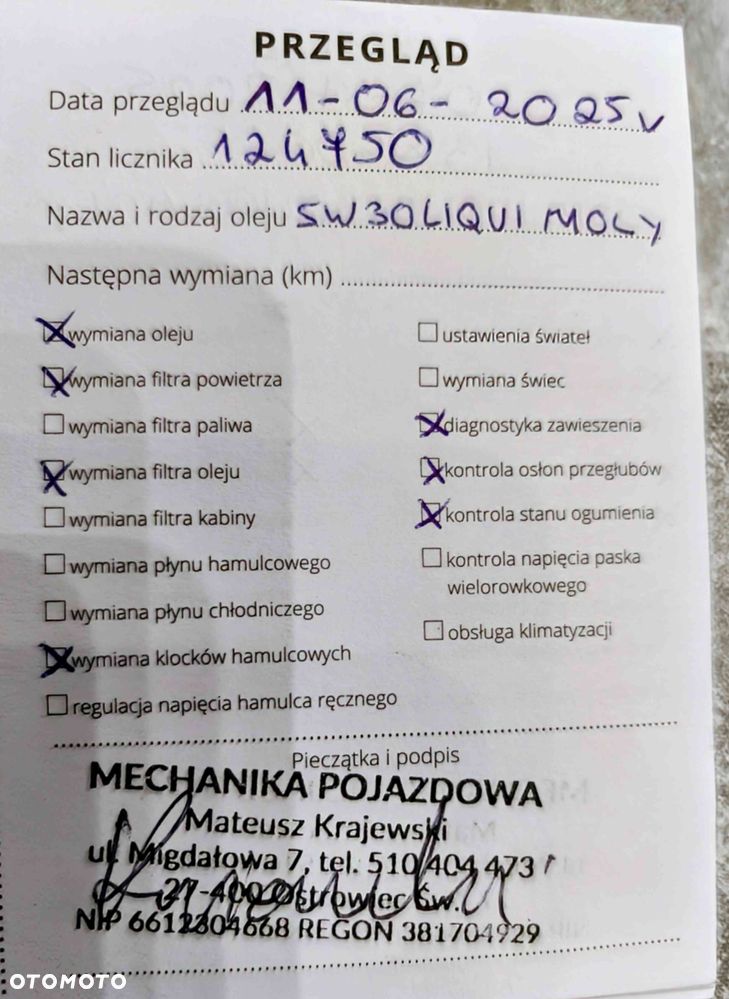 PRZEGLĄD
Data przeglądu 11-06-2025r
Stan licznika 124750
Nazwa i rodzaj oleju 5W30 LIQUI MOLY
Następna wymiana (km)
wymiana oleju
wymiana filtra powietrza
wymiana filtra paliwa
wymiana filtra oleju
wymiana filtra kabiny
wymiana płynu hamulcowego
wymiana płynu chłodniczego
wymiana klocków hamulcowych
regulacja napięcia hamulca ręcznego
ustawienia świateł
wymiana świec
diagnostyka zawieszenia
kontrola osłon przegłubów
kontrola stanu ogumienia
kontrola napięcia paska
wielorowkowego
obsługa klimatyzacji
Pieczątka i podpis
MECHANIKA POJAZDOWA
Mateusz Krajewski
ul. Migdałowa 7, tel. 510 404 473
27-400 Ostrowiec Św.
NIP 6612304668 REGON 381704929
OTOMOTO